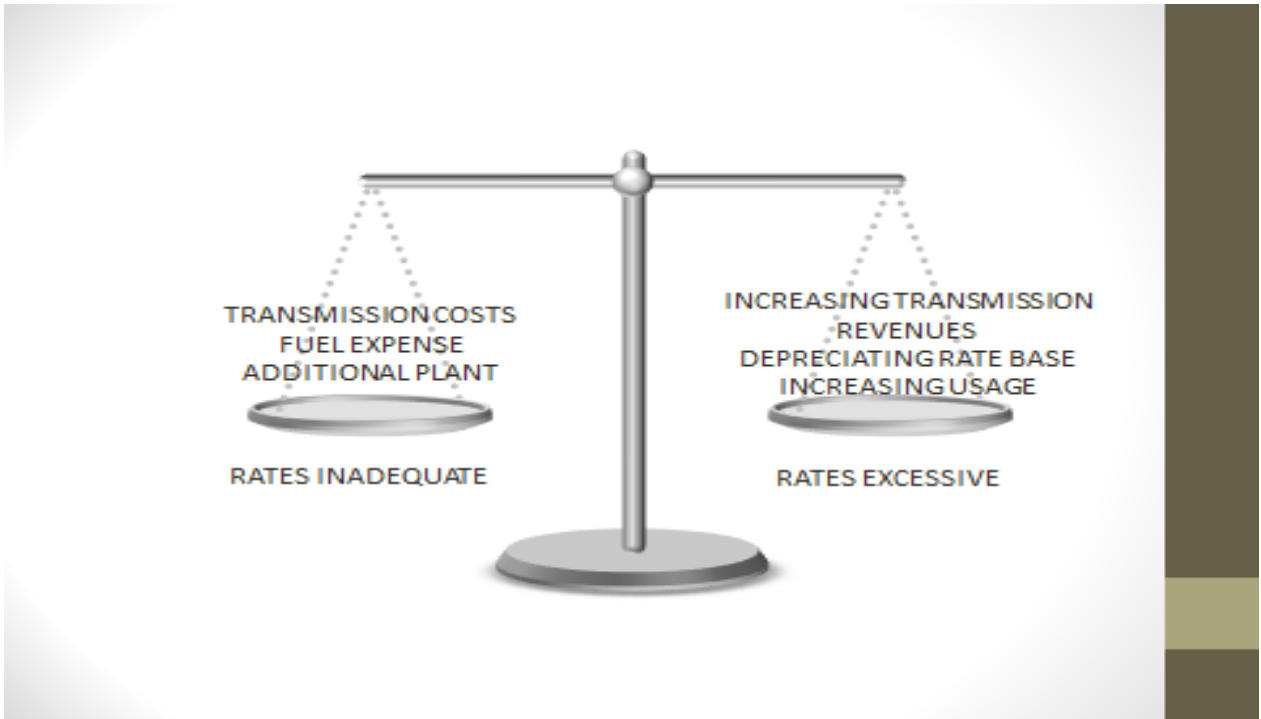 TRANSMISSION COSTS
FUEL EXPENSE
ADDITIONAL PLANT
RATES INADEQUATE
INCREASING TRANSMISSION
REVENUES
DEPRECIATING RATE BASE
INCREASING USAGE
RATES EXCESSIVE